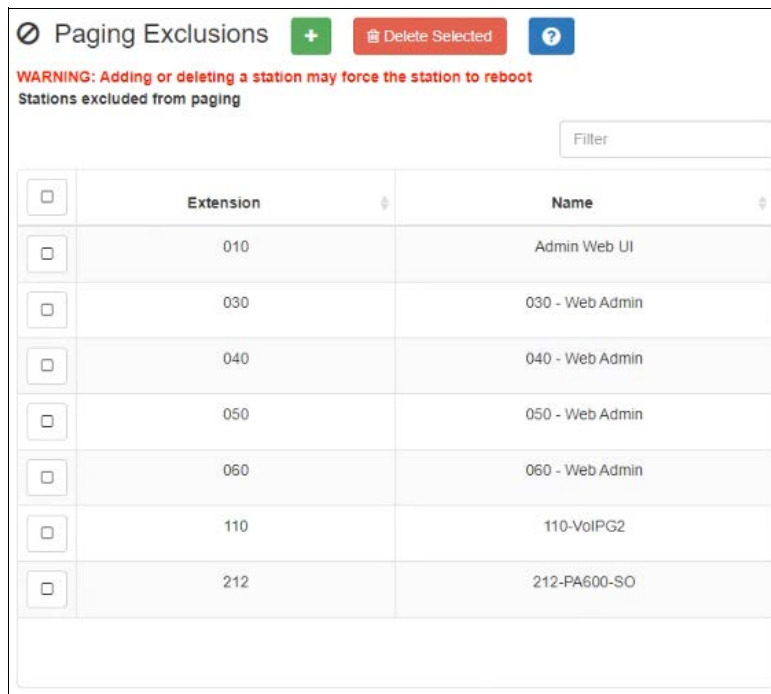 Paging Exclusions + Delete Selected ?
WARNING: Adding or deleting a station may force the station to reboot
Stations excluded from paging
Filter
Extension Name
010 Admin Web UI
030 030 - Web Admin
040 040 - Web Admin
050 050 - Web Admin
060 060 - Web Admin
110 110-VoIPG2
212 212-PA600-SO